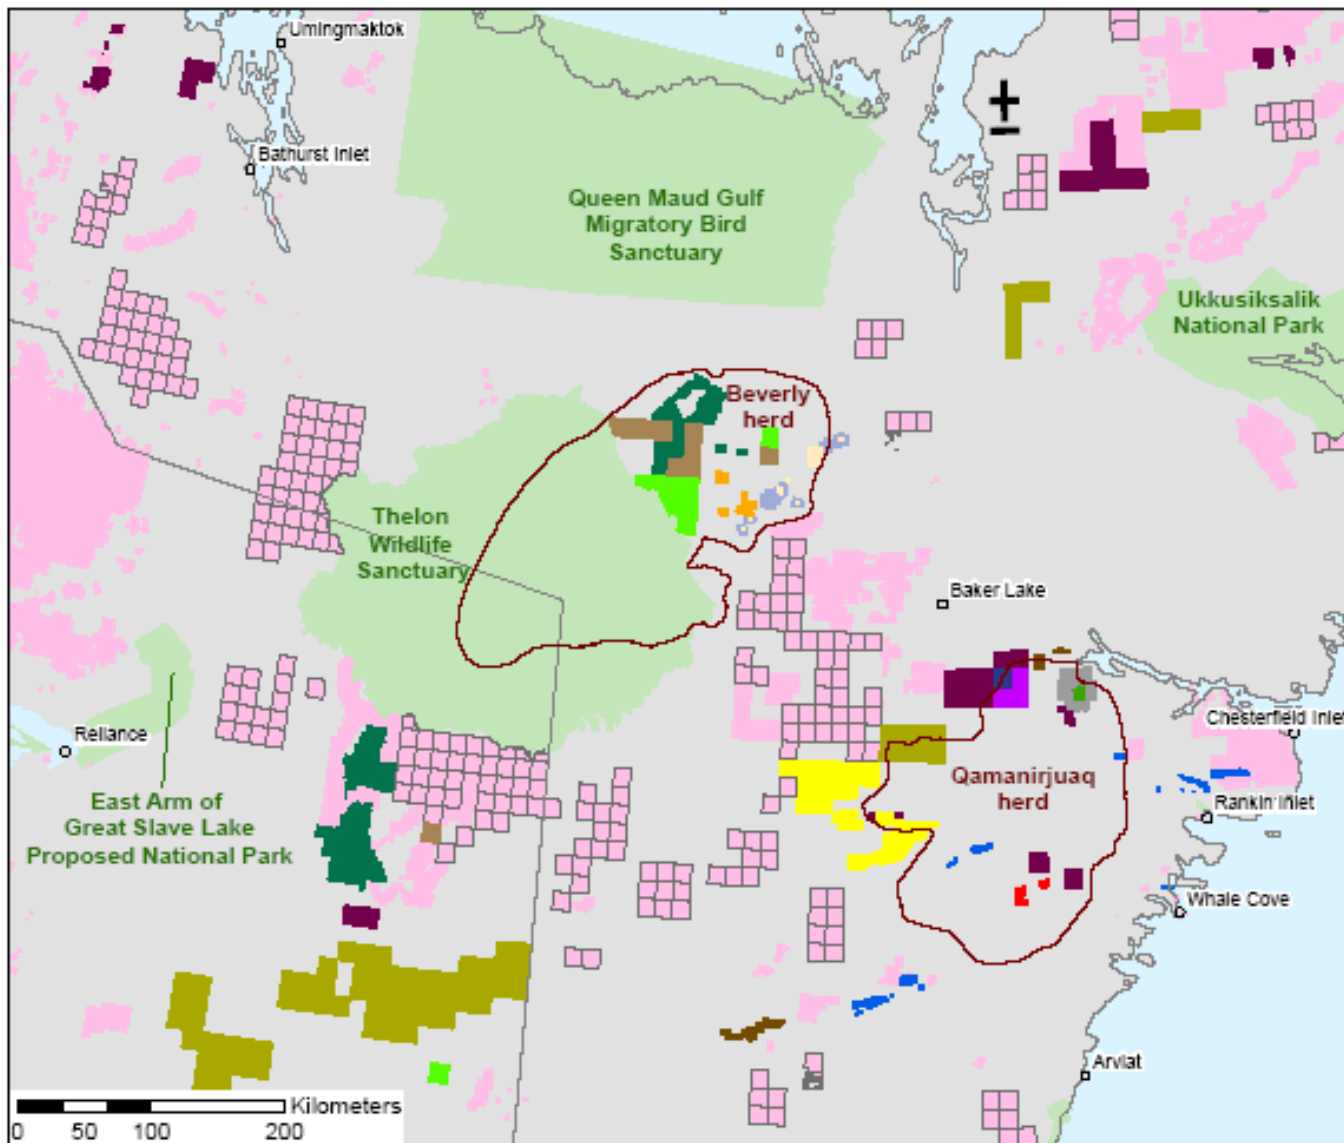 Umingmaktok
Bathurst Inlet
Queen Maud Gulf
Migratory Bird
Sanctuary
Ukkusiksalik
National Park
Beverly
herd
Thelon
Wildlife
Sanctuary
Baker Lake
Reliance
Chesterfield Inlet
Qamanirjuaq
herd
East Arm of
Great Slave Lake
Proposed National Park
Rankin Inlet
Whale Cove
Arviat
Kilometers
0 50 100 200